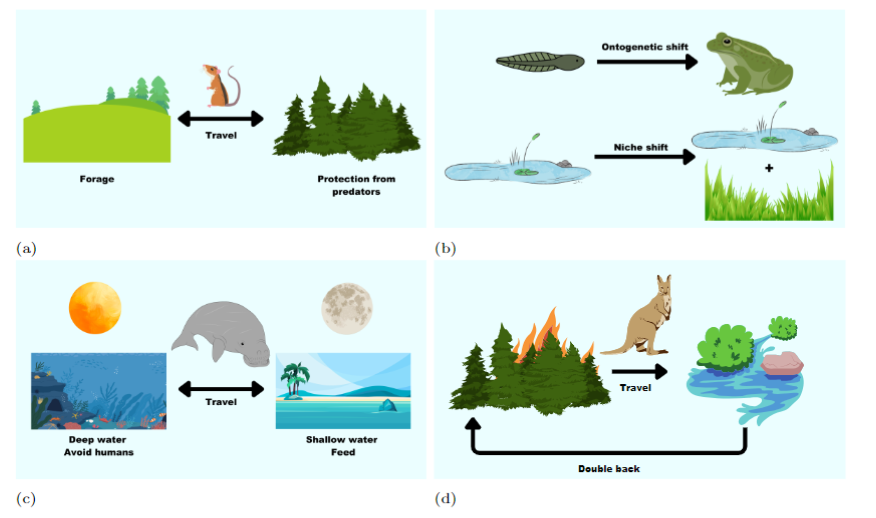 Travel
Forage
Protection from
predators
(a)
Ontogenetic shift
Niche shift
+
(b)
Travel
Deep water
Avoid humans
Shallow water
Feed
(c)
Travel
Double back
(d)